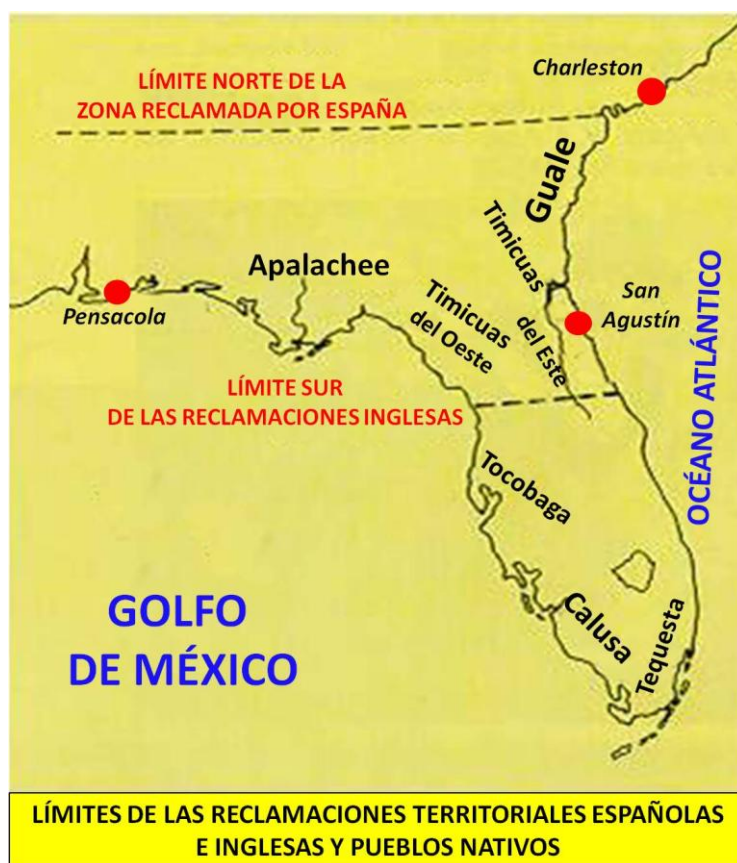 Charleston
LÍMITE NORTE DE LA
ZONA RECLAMADA POR ESPAÑA
Guale
Timicuas
del Este
Apalachee
Timicuas
del Oeste
San
Agustín
Pensacola
OCÉANO ATLÁNTICO
LÍMITE SUR
DE LAS RECLAMACIONES INGLESAS
Tocobaga
GOLFO
DE MÉXICO
Calusa
Tequesta
LÍMITES DE LAS RECLAMACIONES TERRITORIALES ESPAÑOLAS
E INGLESAS Y PUEBLOS NATIVOS